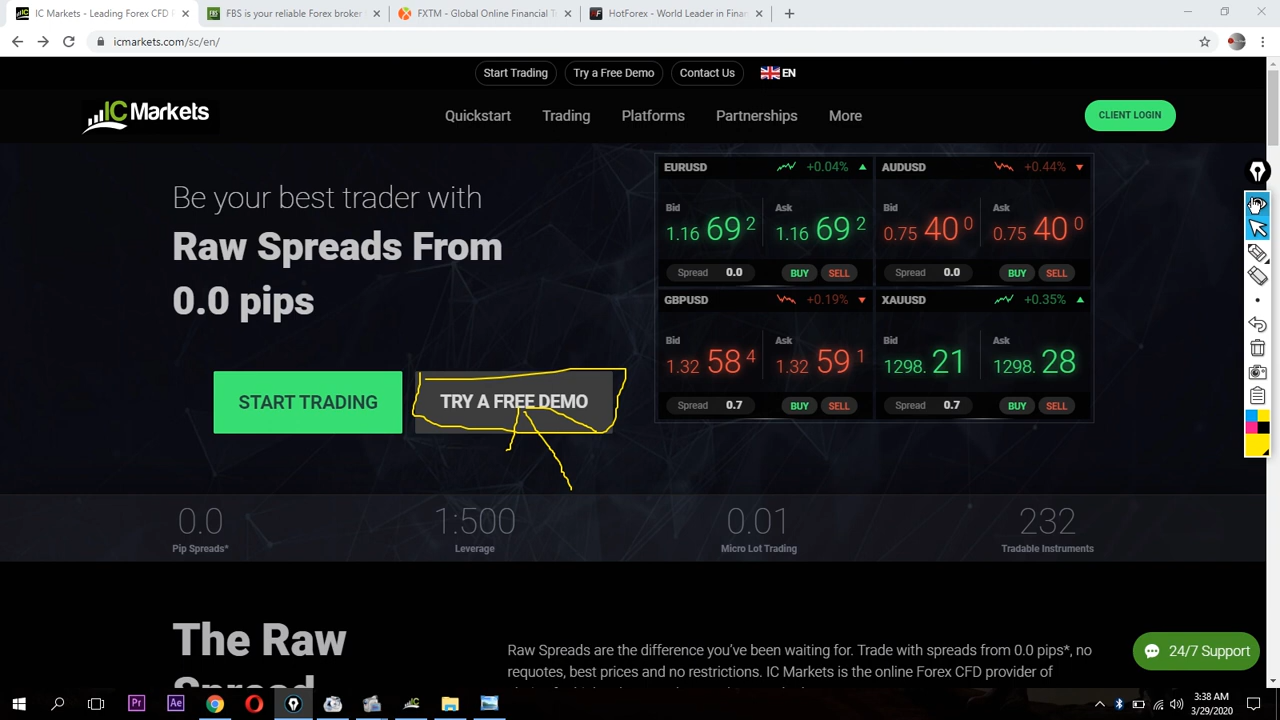 IC Markets - Leading Forex CFD P
FBS is your reliable Forex broker
FXTM - Global Online Financial T
HotForex - World Leader in Finan
icmarkets.com/sc/en/
Start Trading
Try a Free Demo
Contact Us
EN
IC Markets
Quickstart
Trading
Platforms
Partnerships
More
CLIENT LOGIN
Be your best trader with
Raw Spreads From
0.0 pips
START TRADING
TRY A FREE DEMO
EURUSD +0.04%
Bid Ask
1.16 69 2 1.16 69 2
Spread 0.0 BUY SELL
AUDUSD +0.44%
Bid Ask
0.75 40 0 0.75 40 0
Spread 0.0 BUY SELL
GBPUSD +0.19%
Bid Ask
1.32 58 4 1.32 59 1
Spread 0.7 BUY SELL
XAUUSD +0.35%
Bid Ask
1298. 21 1298. 28
Spread 0.7 BUY SELL
0.0
Pip Spreads*
1:500
Leverage
0.01
Micro Lot Trading
232
Tradable Instruments
The Raw
Spread
Raw Spreads are the difference you've been waiting for. Trade with spreads from 0.0 pips*, no
requotes, best prices and no restrictions. IC Markets is the online Forex CFD provider of
24/7 Support
Pr
Ae
3:38 AM
3/29/2020